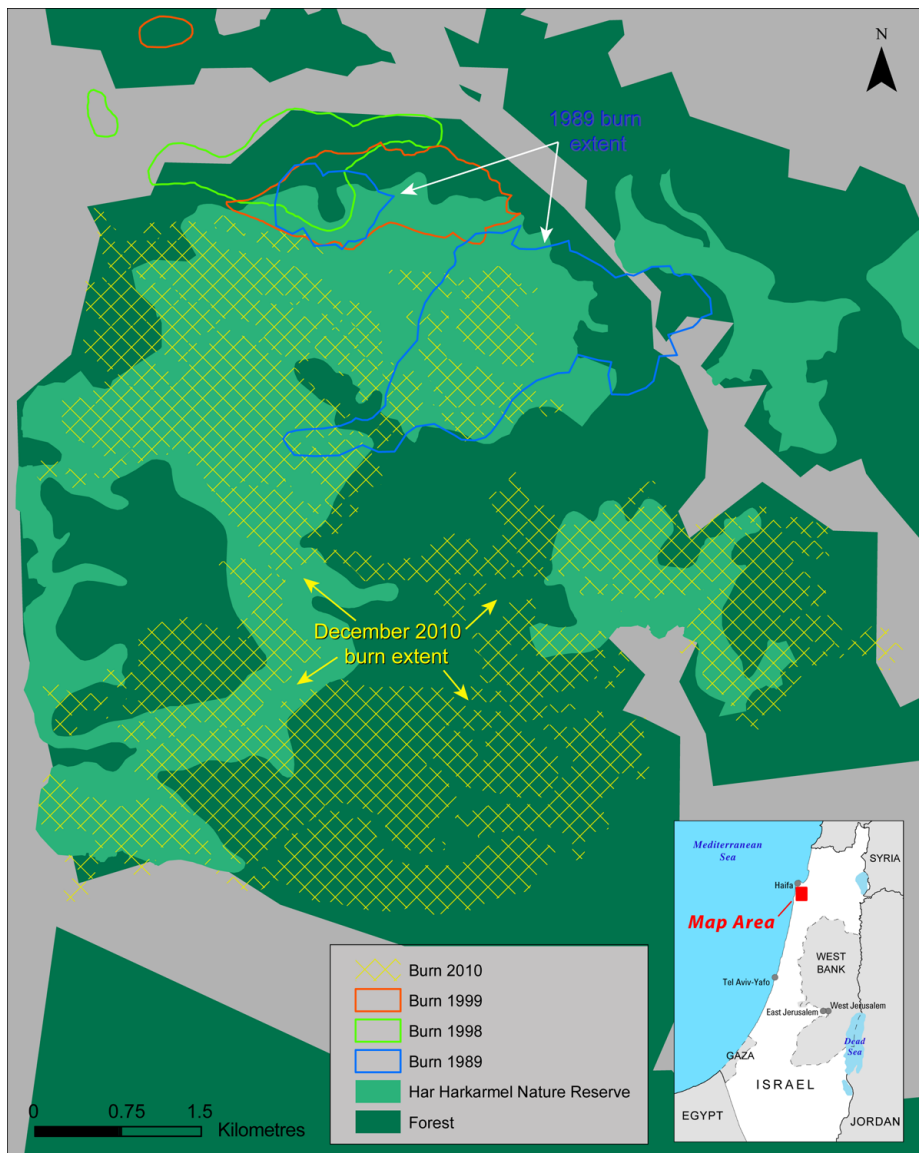 N
1989 burn
extent
December 2010
burn extent
Burn 2010
Burn 1999
Burn 1998
Burn 1989
Har Harkarmel Nature Reserve
Forest
0 0.75 1.5
Kilometres
Mediterranean
Sea
SYRIA
Haifa
Map Area
WEST
BANK
Tel Aviv-Yafo
East Jerusalem
West Jerusalem
Dead
Sea
GAZA
ISRAEL
EGYPT
JORDAN